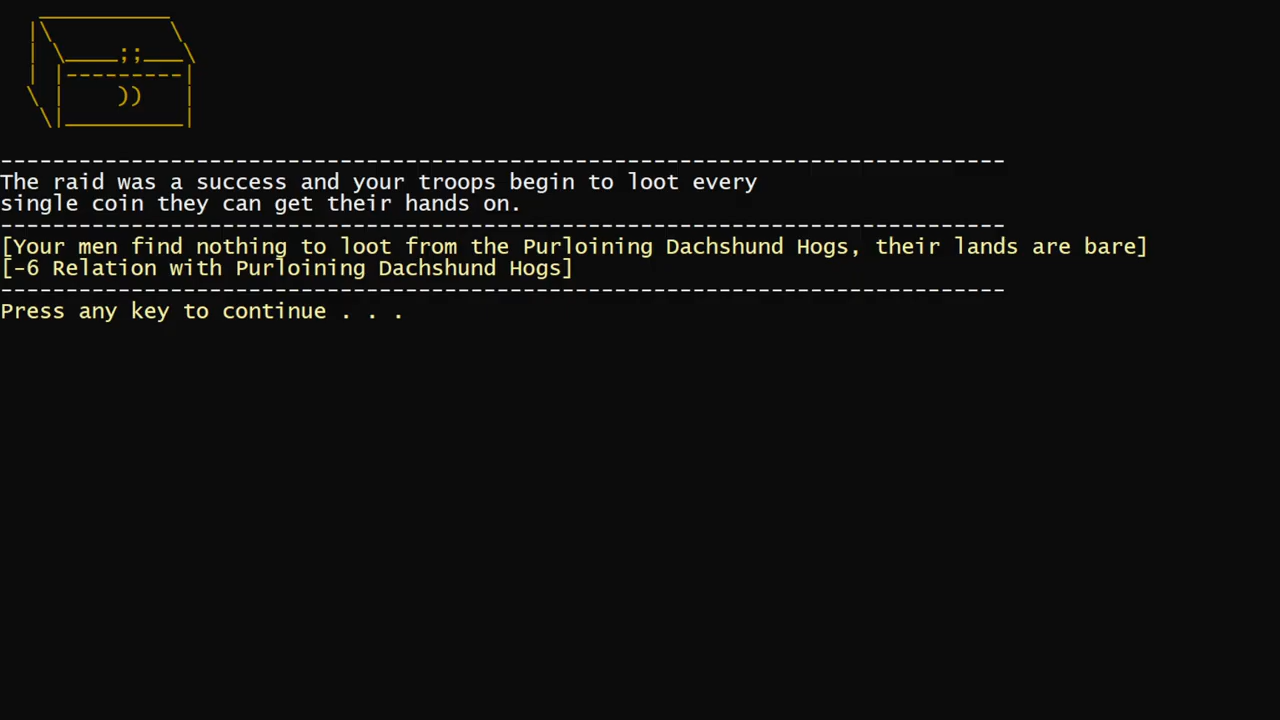 The raid was a success and your troops begin to loot every
single coin they can get their hands on.
[Your men find nothing to loot from the Purloining Dachshund Hogs, their lands are bare]
[-6 Relation with Purloining Dachshund Hogs]
Press any key to continue . . .